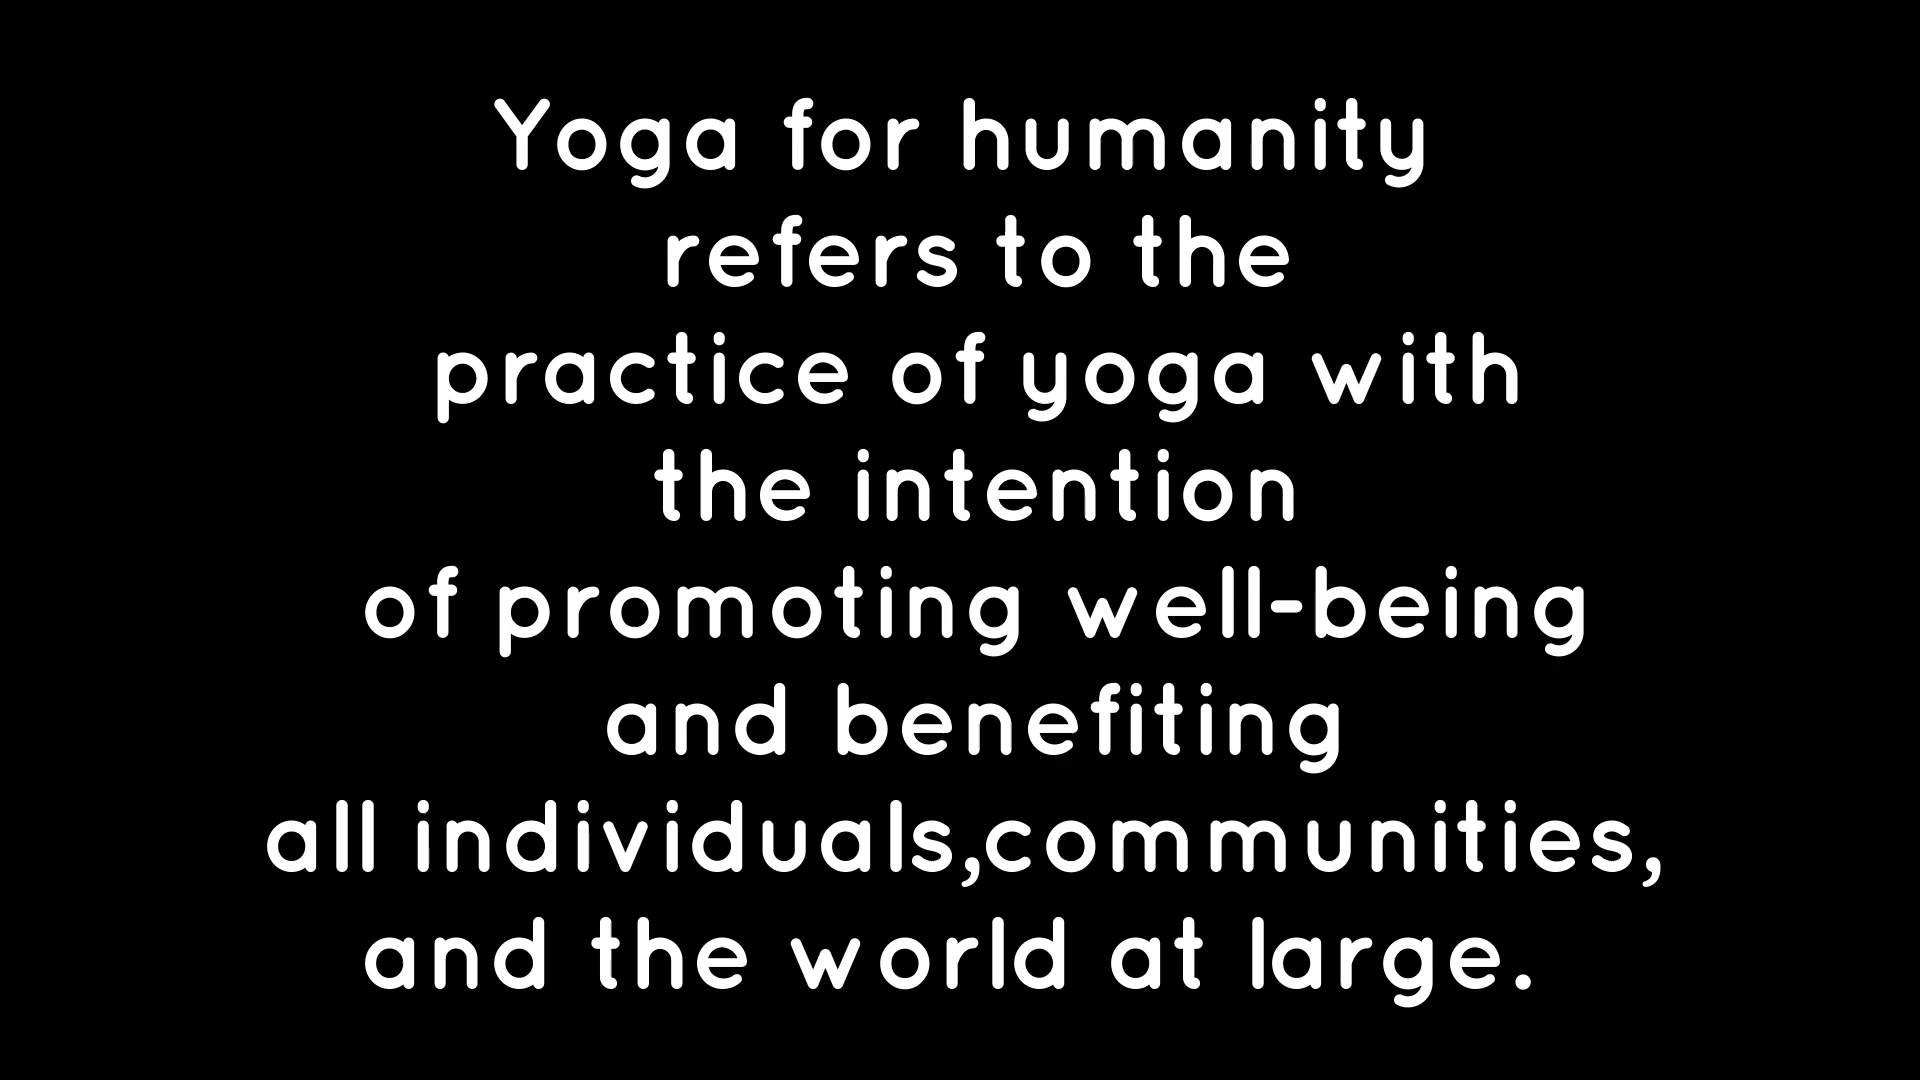 Yoga for humanity
refers to the
practice of yoga with
the intention
of promoting well-being
and benefiting
all individuals,communities,
and the world at large.